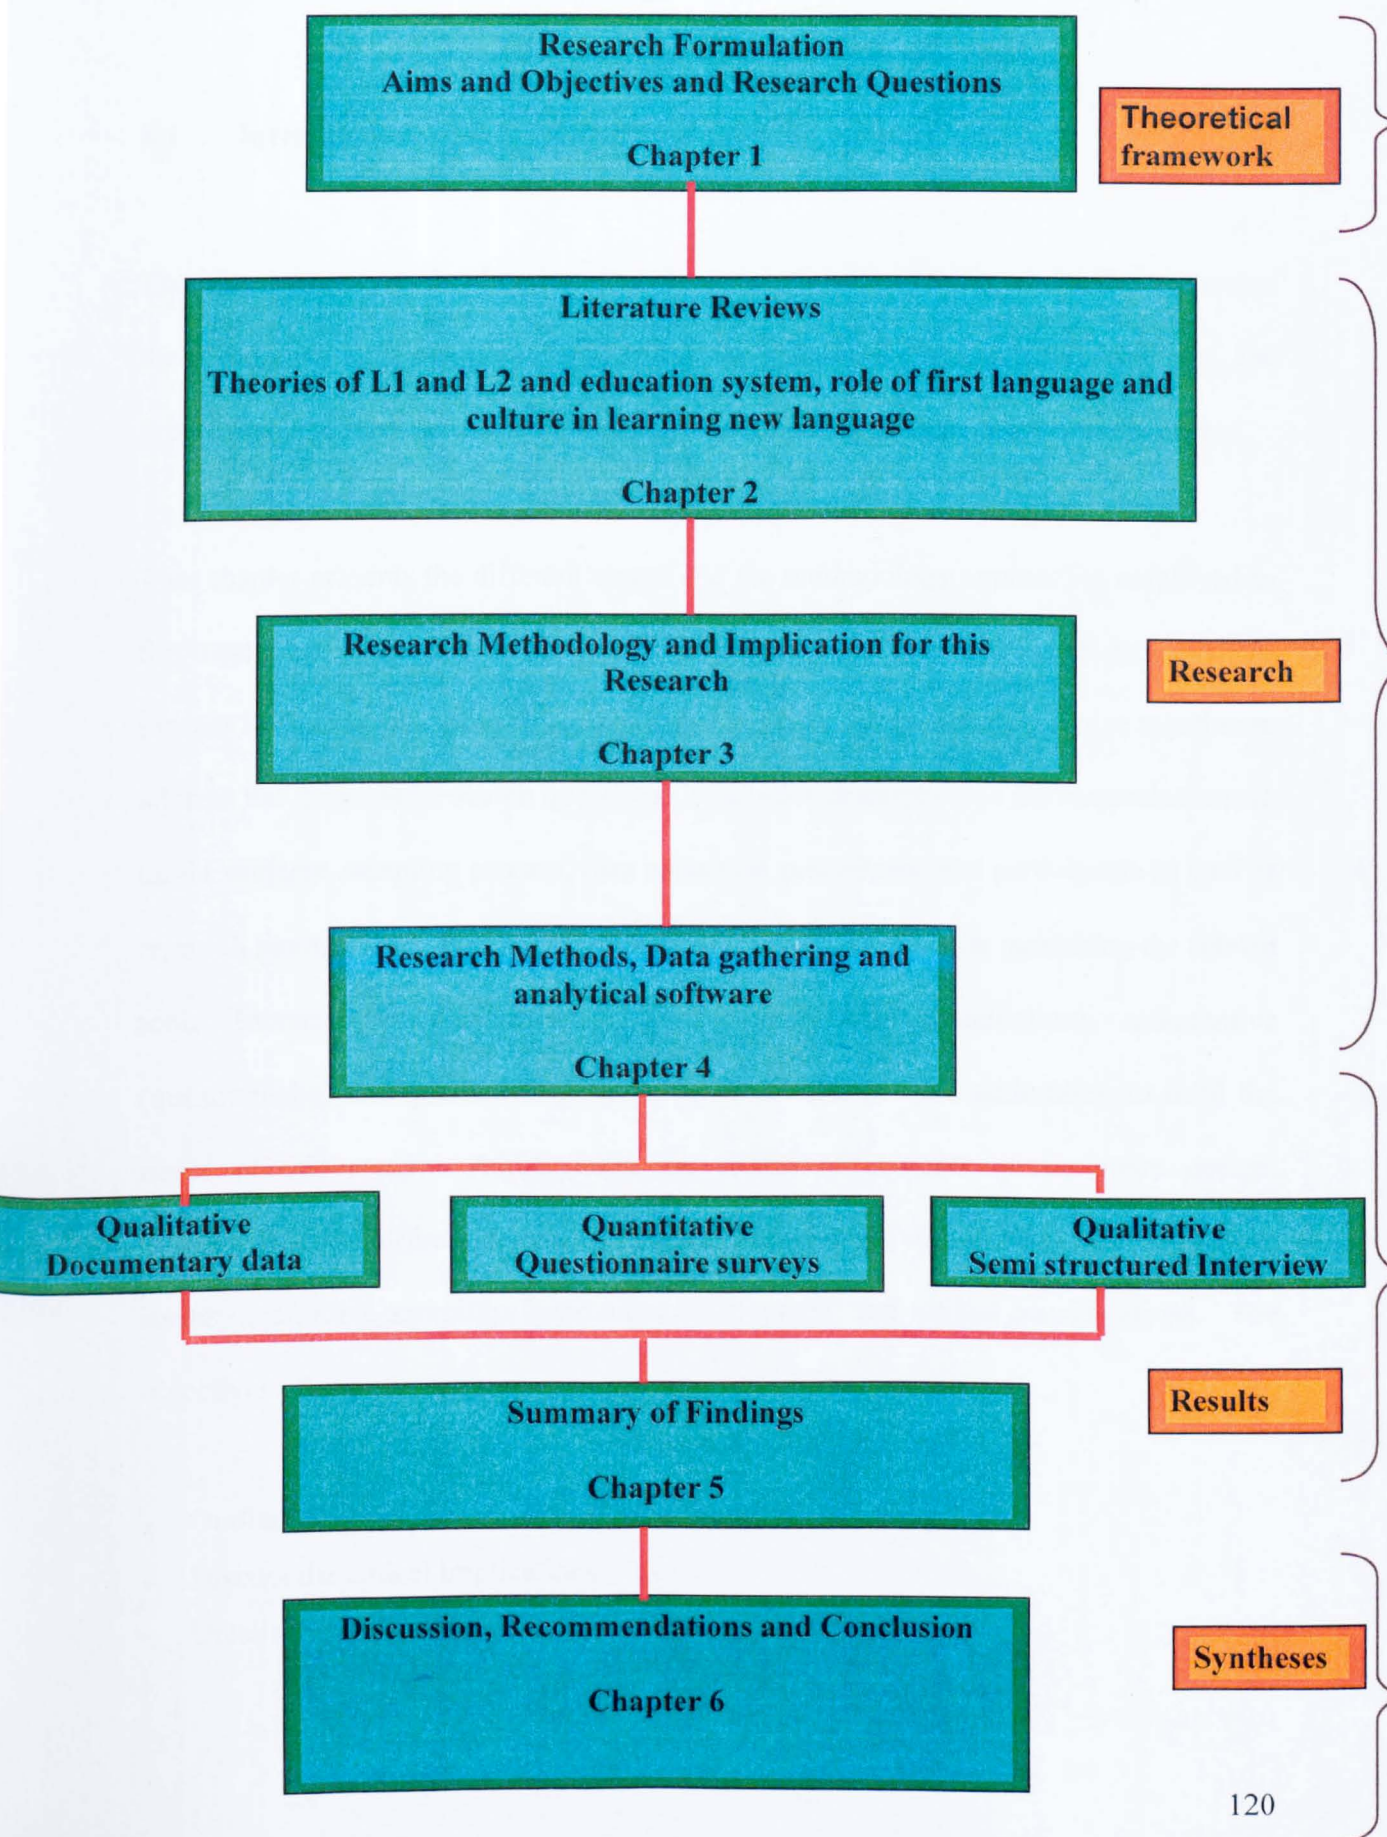 Research Formulation
Aims and Objectives and Research Questions
Chapter 1
Theoretical
framework
Literature Reviews
Theories of L1 and L2 and education system, role of first language and
culture in learning new language
Chapter 2
Research Methodology and Implication for this
Research
Chapter 3
Research
Research Methods, Data gathering and
analytical software
Chapter 4
Qualitative
Documentary data
Quantitative
Questionnaire surveys
Qualitative
Semi structured Interview
Summary of Findings
Chapter 5
Results
Discussion, Recommendations and Conclusion
Chapter 6
Syntheses
120